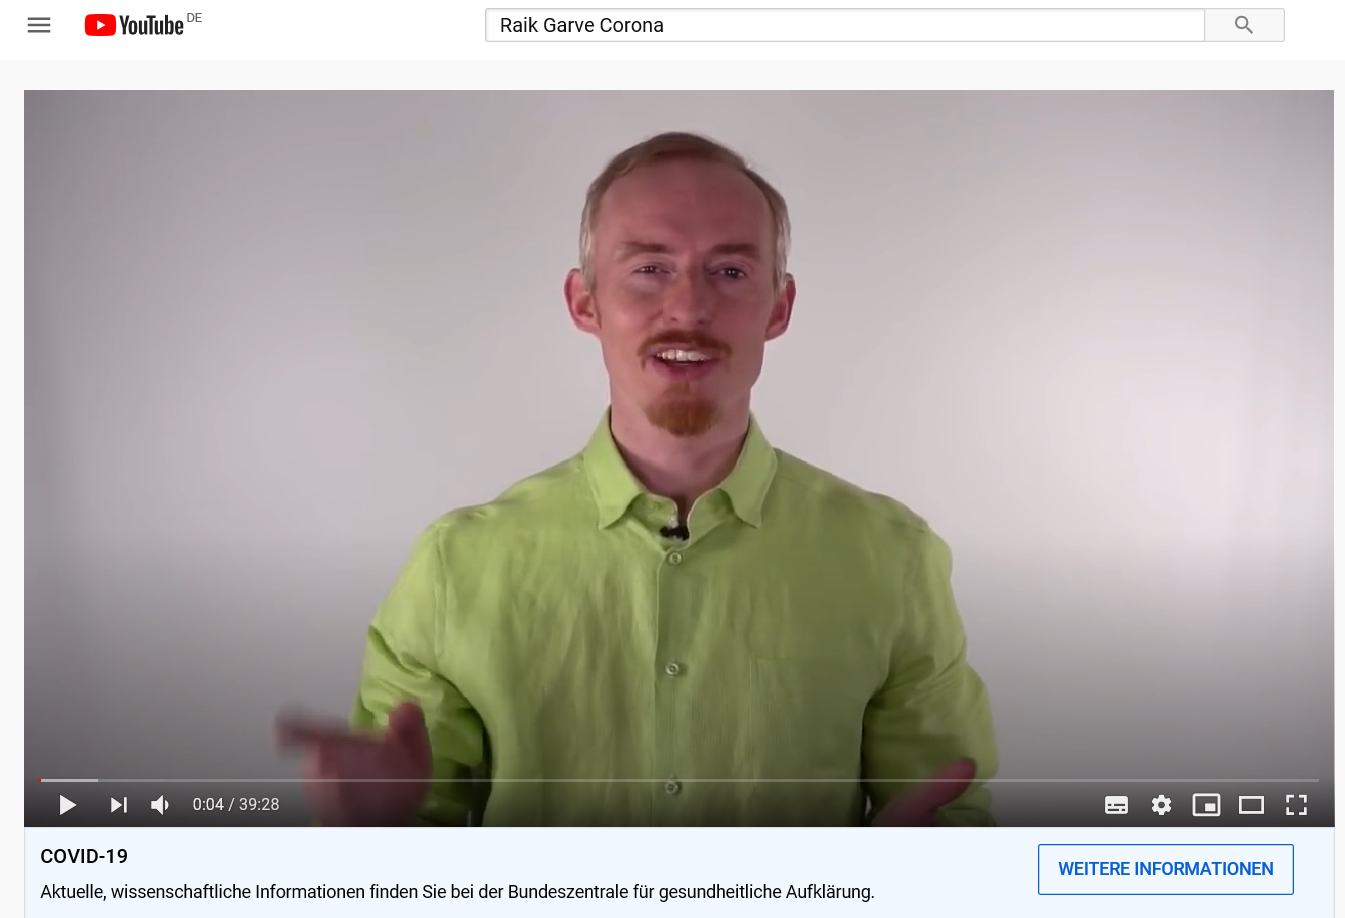 YouTube DE
Raik Garve Corona
0:04 / 39:28
COVID-19
WEITERE INFORMATIONEN
Aktuelle, wissenschaftliche Informationen finden Sie bei der Bundeszentrale für gesundheitliche Aufklärung.